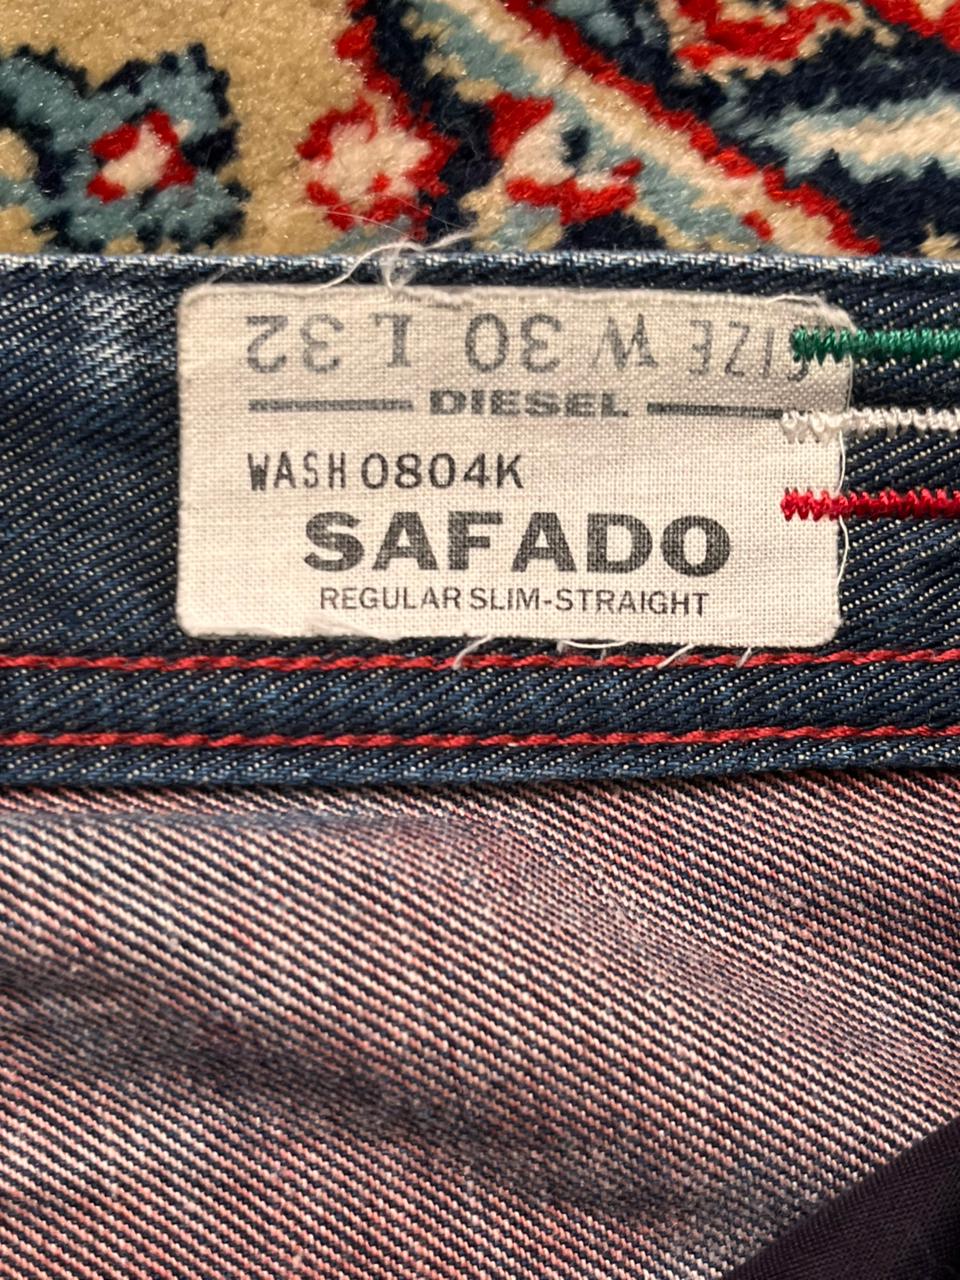 SIZE W 30 L 32
DIESEL
WASH 0804K
SAFADO
REGULAR SLIM-STRAIGHT